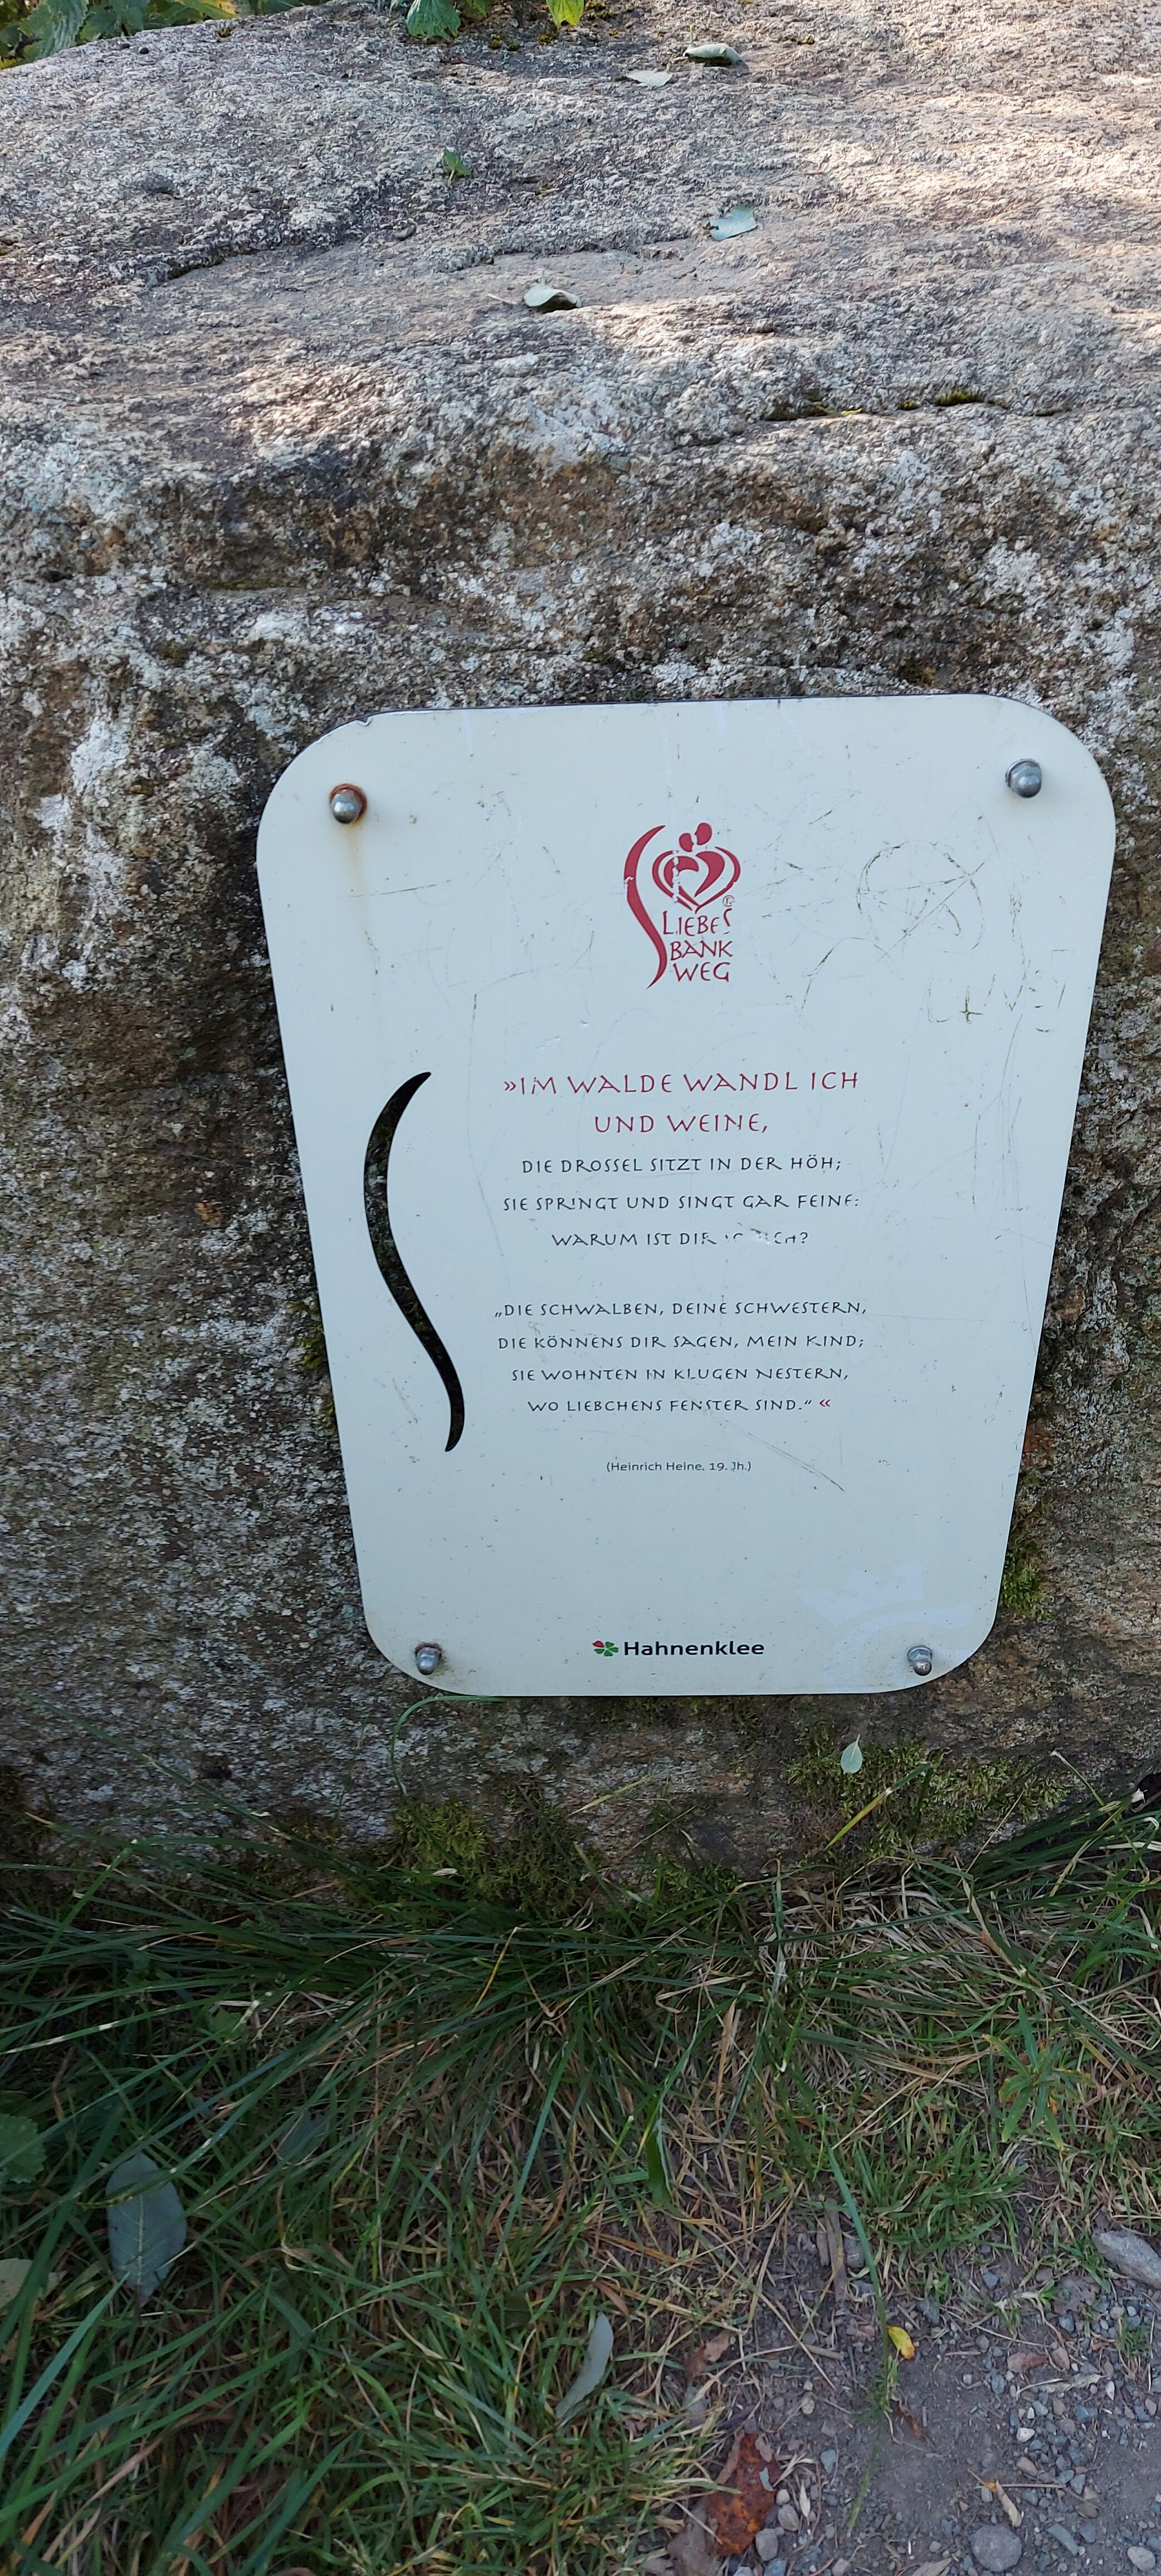 LIEBES
BANK
WEG
»IM WALDE WANDL ICH
UND WEINE,
DIE DROSSEL SITZT IN DER HÖH;
SIE SPRINGT UND SINGT GAR FEINE:
WARUM IST DIR
„DIE SCHWALBEN, DEINE SCHWESTERN,
DIE KÖNNENS DIR SAGEN, MEIN KIND;
SIE WOHNTEN IN KLUGEN NESTERN,
WO LIEBCHENS FENSTER SIND.“ «
(Heinrich Heine, 19. Jh.)
Hahnenklee